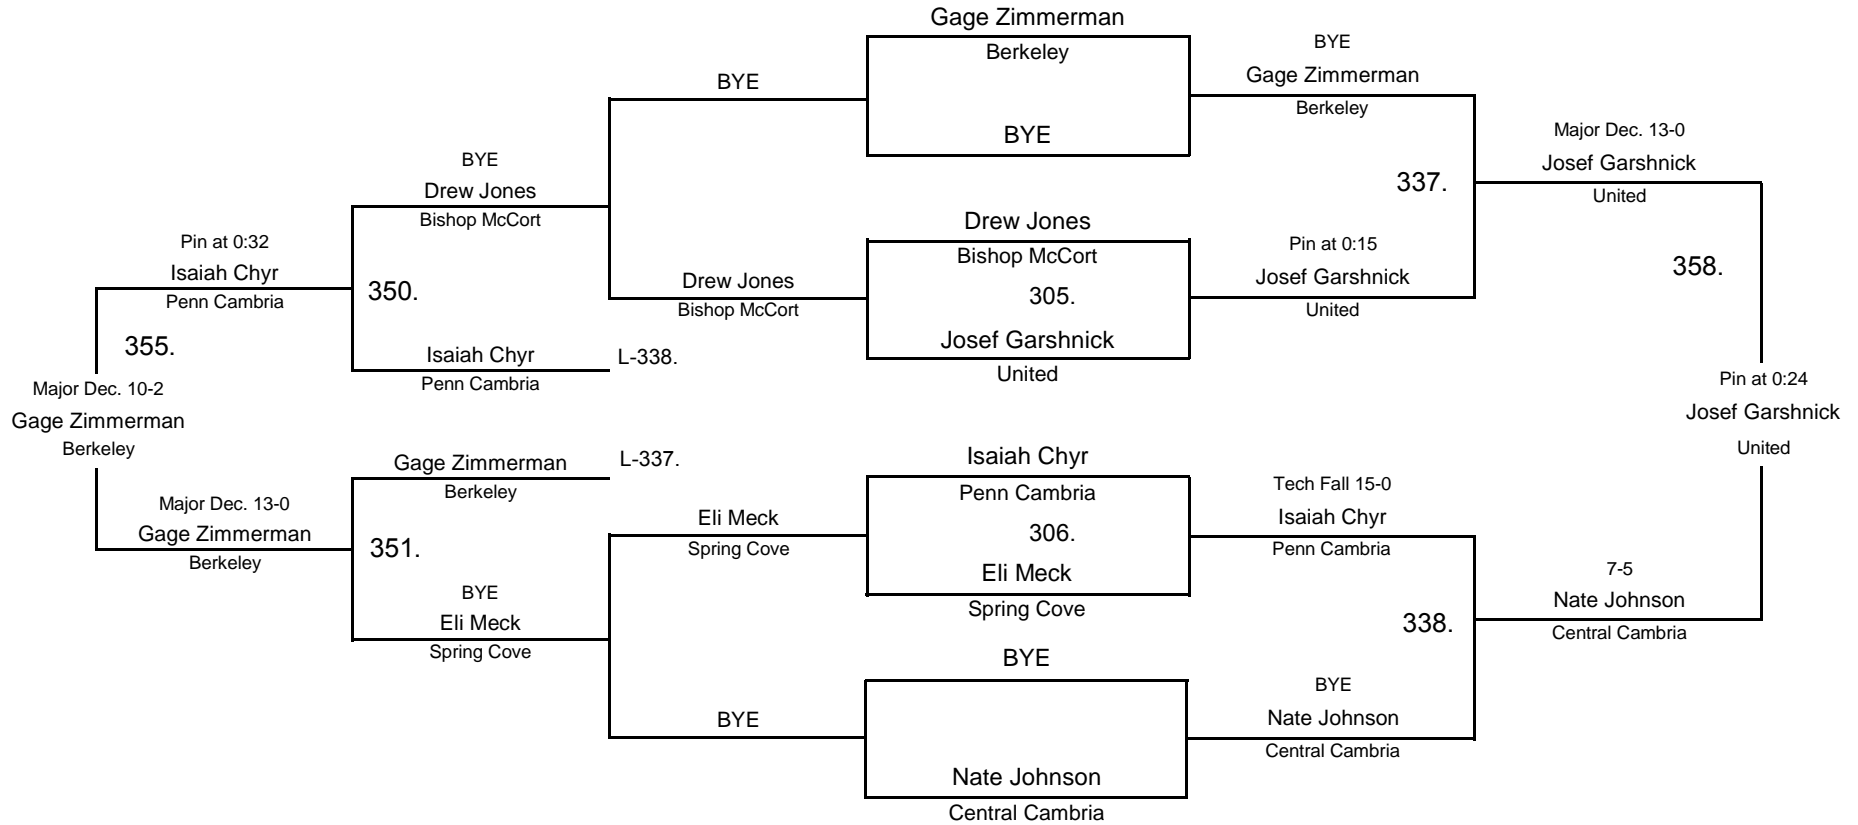 Gage Zimmerman
Berkeley
BYE
BYE
Gage Zimmerman
Berkeley
BYE
BYE
Major Dec. 13-0
Josef Garshnick
United
BYE
Drew Jones
Bishop McCort
337.
Drew Jones
Bishop McCort
305.
Josef Garshnick
United
Pin at 0:15
Josef Garshnick
United
358.
Pin at 0:32
Isaiah Chyr
Penn Cambria
350.
Drew Jones
Bishop McCort
355.
Isaiah Chyr
Penn Cambria
L-338.
Major Dec. 10-2
Gage Zimmerman
Berkeley
Pin at 0:24
Josef Garshnick
United
Gage Zimmerman
Berkeley
L-337.
Isaiah Chyr
Penn Cambria
306.
Eli Meck
Spring Cove
Tech Fall 15-0
Isaiah Chyr
Penn Cambria
Major Dec. 13-0
Gage Zimmerman
Berkeley
351.
Eli Meck
Spring Cove
BYE
Eli Meck
Spring Cove
7-5
Nate Johnson
Central Cambria
338.
BYE
BYE
Nate Johnson
Central Cambria
BYE
Nate Johnson
Central Cambria